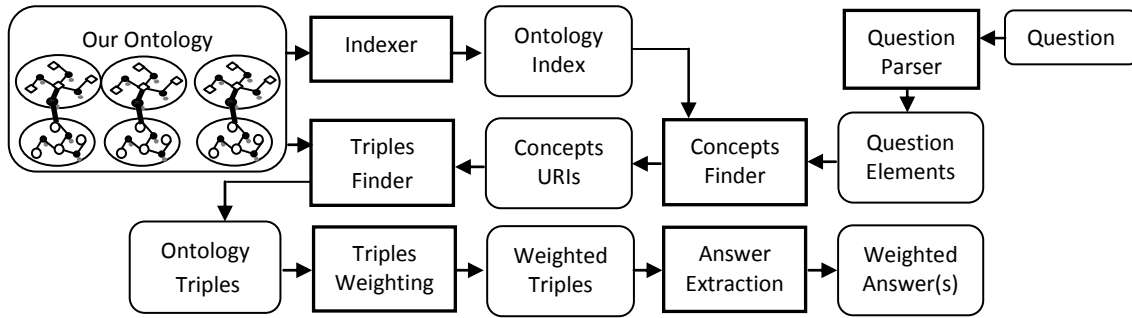 Our Ontology
Indexer
Ontology
Index
Question
Parser
Question
Triples
Finder
Concepts
URIs
Concepts
Finder
Question
Elements
Ontology
Triples
Triples
Weighting
Weighted
Triples
Answer
Extraction
Weighted
Answer(s)